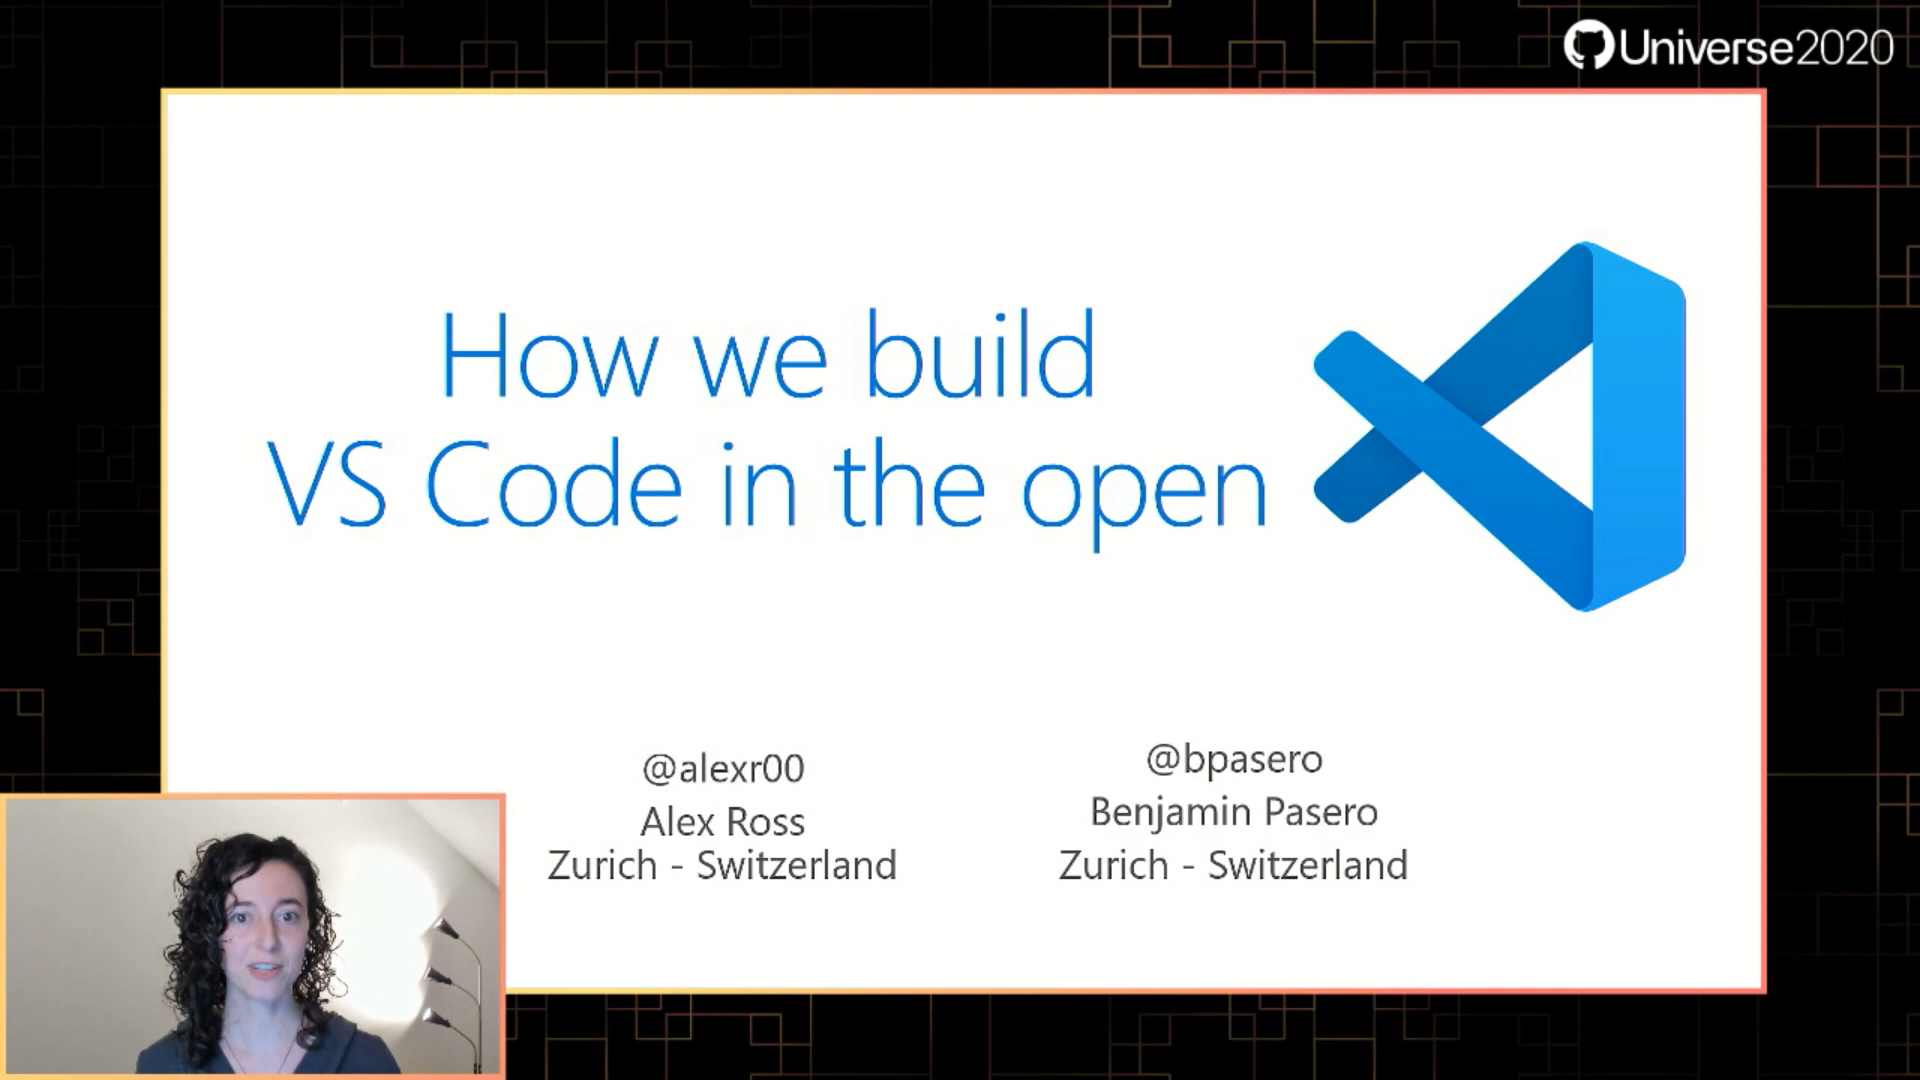 Universe2020
How we build
VS Code in the open
@alexr00
Alex Ross
Zurich - Switzerland
@bpasero
Benjamin Pasero
Zurich - Switzerland